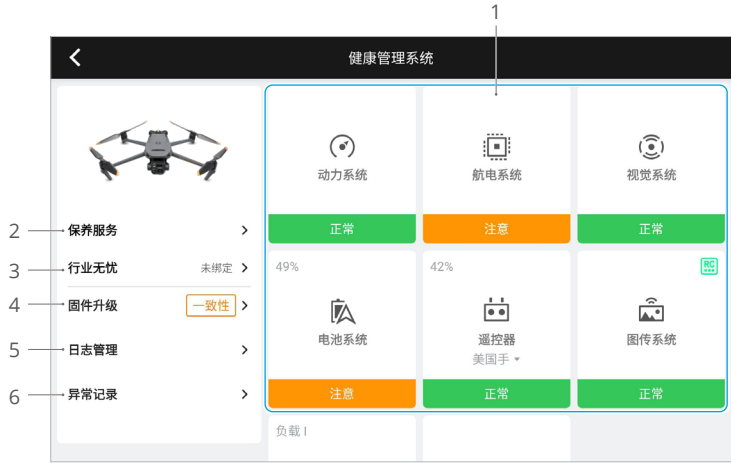 1
健康管理系统
动力系统
航电系统
视觉系统
正常
注意
正常
2
保养服务
3
行业无忧
未绑定
4
固件升级
一致性
5
日志管理
6
异常记录
49%
42%
RC
电池系统
遥控器
美国手
图传系统
注意
正常
正常
负载 I